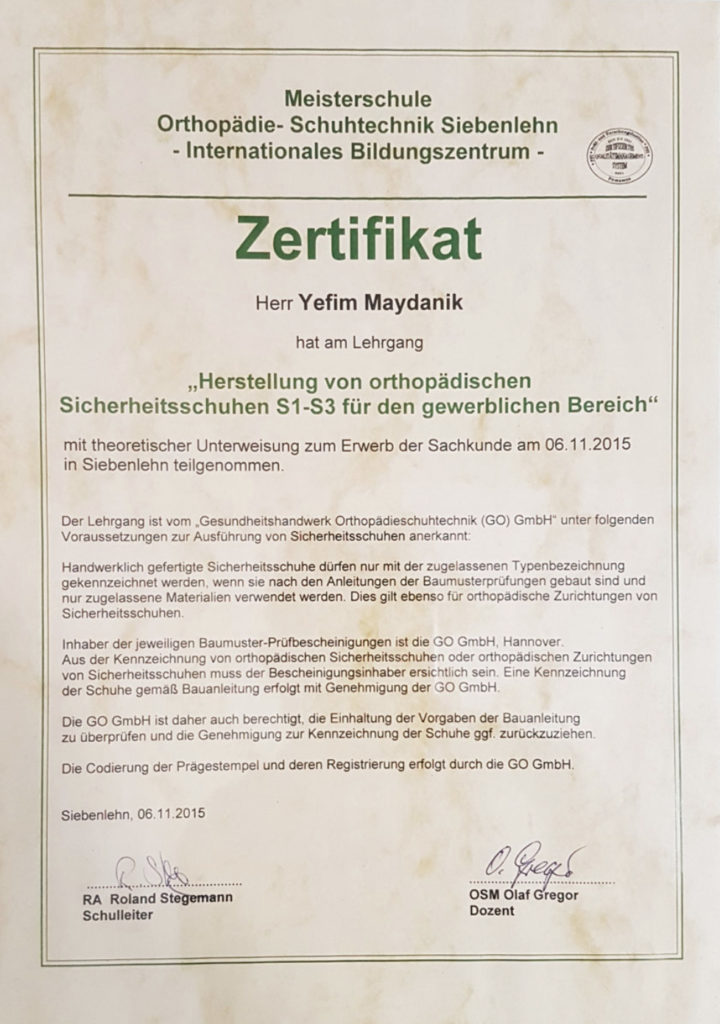 Meisterschule
Orthopädie- Schuhtechnik Siebenlehn
- Internationales Bildungszentrum -
Zertifikat
Herr Yefim Maydanik
hat am Lehrgang
„Herstellung von orthopädischen
Sicherheitsschuhen S1-S3 für den gewerblichen Bereich“
mit theoretischer Unterweisung zum Erwerb der Sachkunde am 06.11.2015
in Siebenlehn teilgenommen.
Der Lehrgang ist vom „Gesundheitshandwerk Orthopädieschuhtechnik (GO) GmbH“ unter folgenden
Voraussetzungen zur Ausführung von Sicherheitsschuhen anerkannt:
Handwerklich gefertigte Sicherheitsschuhe dürfen nur mit der zugelassenen Typenbezeichnung
gekennzeichnet werden, wenn sie nach den Anleitungen der Baumusterprüfungen gebaut sind und
nur zugelassene Materialien verwendet werden. Dies gilt ebenso für orthopädische Zurichtungen von
Sicherheitsschuhen.
Inhaber der jeweiligen Baumuster-Prüfbescheinigungen ist die GO GmbH, Hannover.
Aus der Kennzeichnung von orthopädischen Sicherheitsschuhen oder orthopädischen Zurichtungen
von Sicherheitsschuhen muss der Bescheinigungsinhaber ersichtlich sein. Eine Kennzeichnung
der Schuhe gemäß Bauanleitung erfolgt mit Genehmigung der GO GmbH.
Die GO GmbH ist daher auch berechtigt, die Einhaltung der Vorgaben der Bauanleitung
zu überprüfen und die Genehmigung zur Kennzeichnung der Schuhe ggf. zurückzuziehen.
Die Codierung der Prägestempel und deren Registrierung erfolgt durch die GO GmbH.
Siebenlehn, 06.11.2015
RA Roland Stegemann
Schulleiter
O. Gregor
OSM Olaf Gregor
Dozent